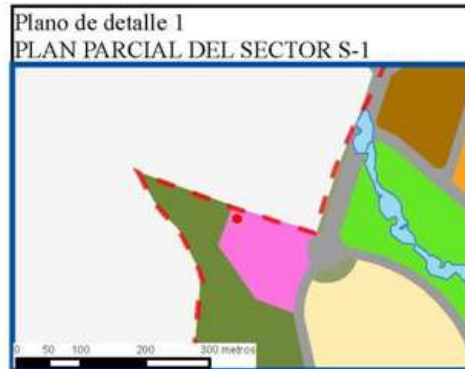 Plano de detalle 1
PLAN PARCIAL DEL SECTOR S-1
0 50 100 200 300 metros